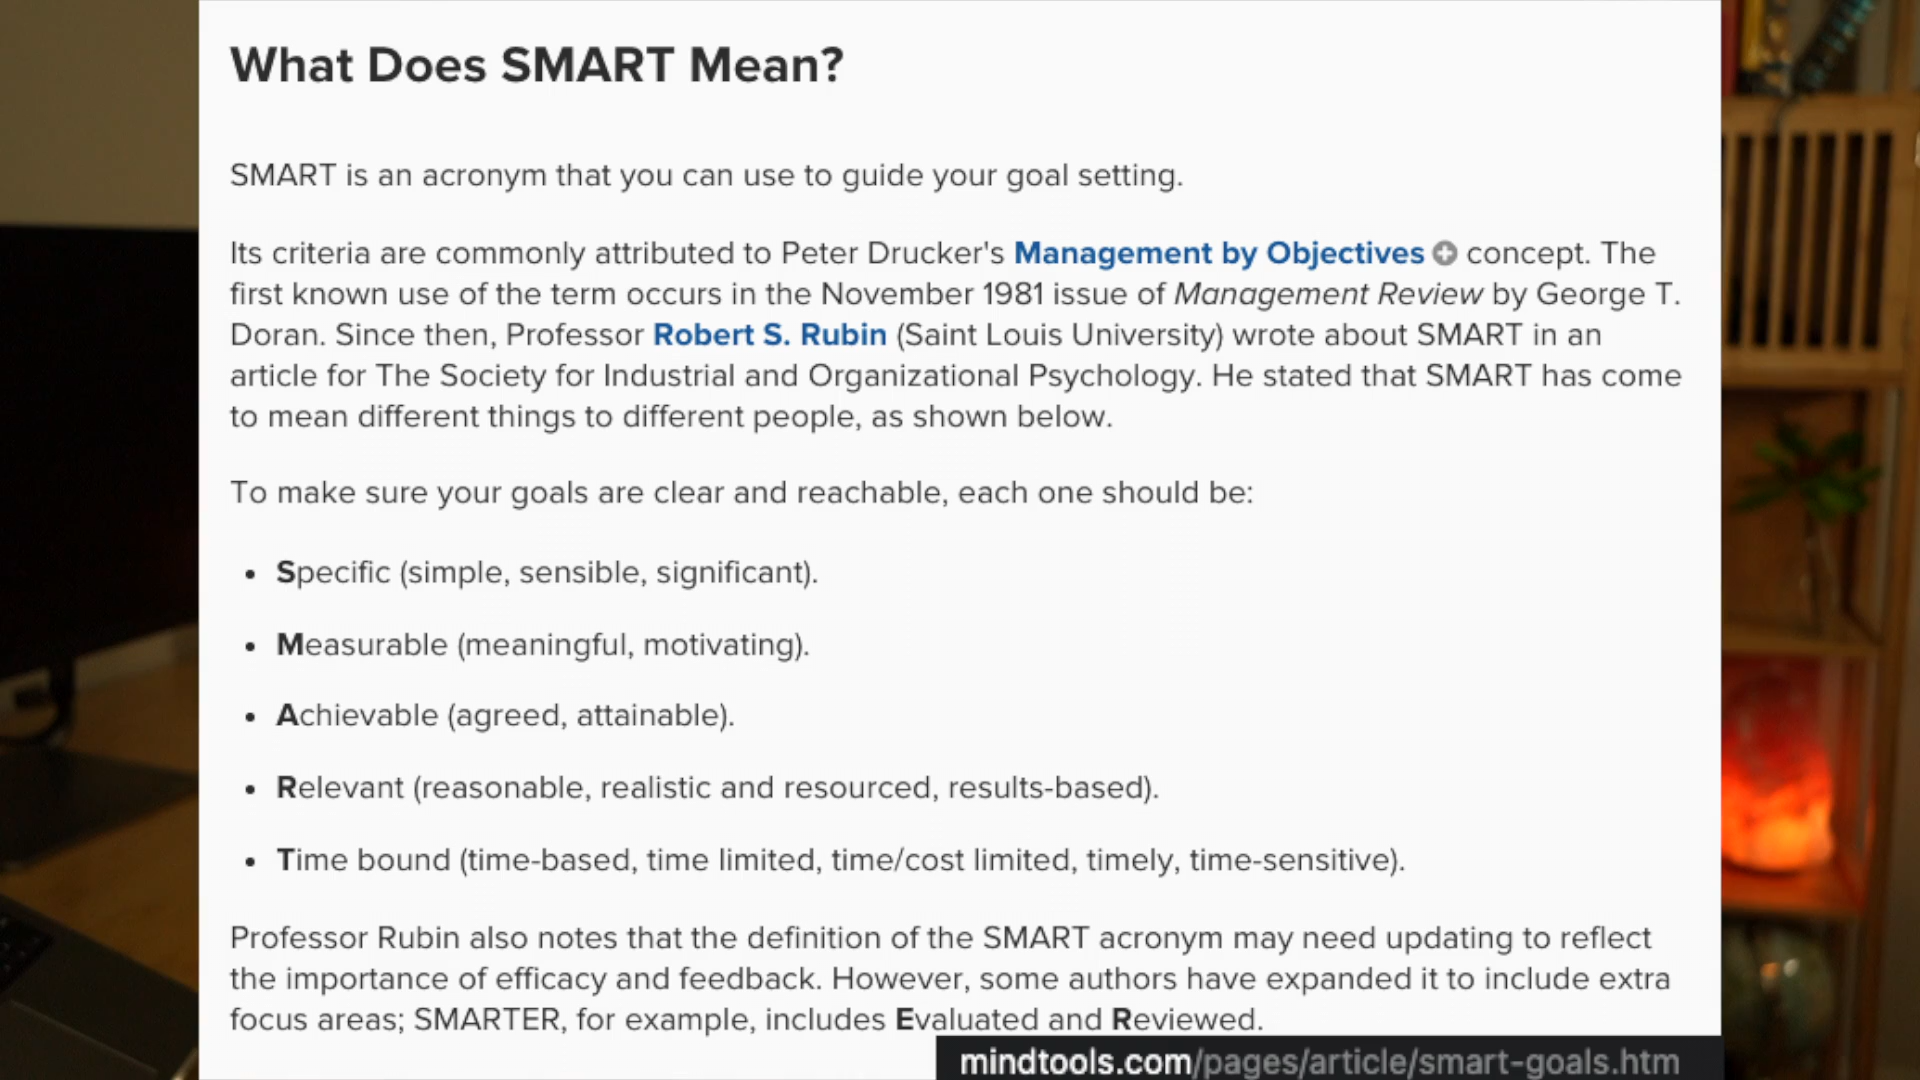 What Does SMART Mean?
SMART is an acronym that you can use to guide your goal setting.
Its criteria are commonly attributed to Peter Drucker's Management by Objectives concept. The
first known use of the term occurs in the November 1981 issue of Management Review by George T.
Doran. Since then, Professor Robert S. Rubin (Saint Louis University) wrote about SMART in an
article for The Society for Industrial and Organizational Psychology. He stated that SMART has come
to mean different things to different people, as shown below.
To make sure your goals are clear and reachable, each one should be:
• Specific (simple, sensible, significant).
• Measurable (meaningful, motivating).
• Achievable (agreed, attainable).
• Relevant (reasonable, realistic and resourced, results-based).
• Time bound (time-based, time limited, time/cost limited, timely, time-sensitive).
Professor Rubin also notes that the definition of the SMART acronym may need updating to reflect
the importance of efficacy and feedback. However, some authors have expanded it to include extra
focus areas; SMARTER, for example, includes Evaluated and Reviewed.
mindtools.com/pages/article/smart-goals.htm